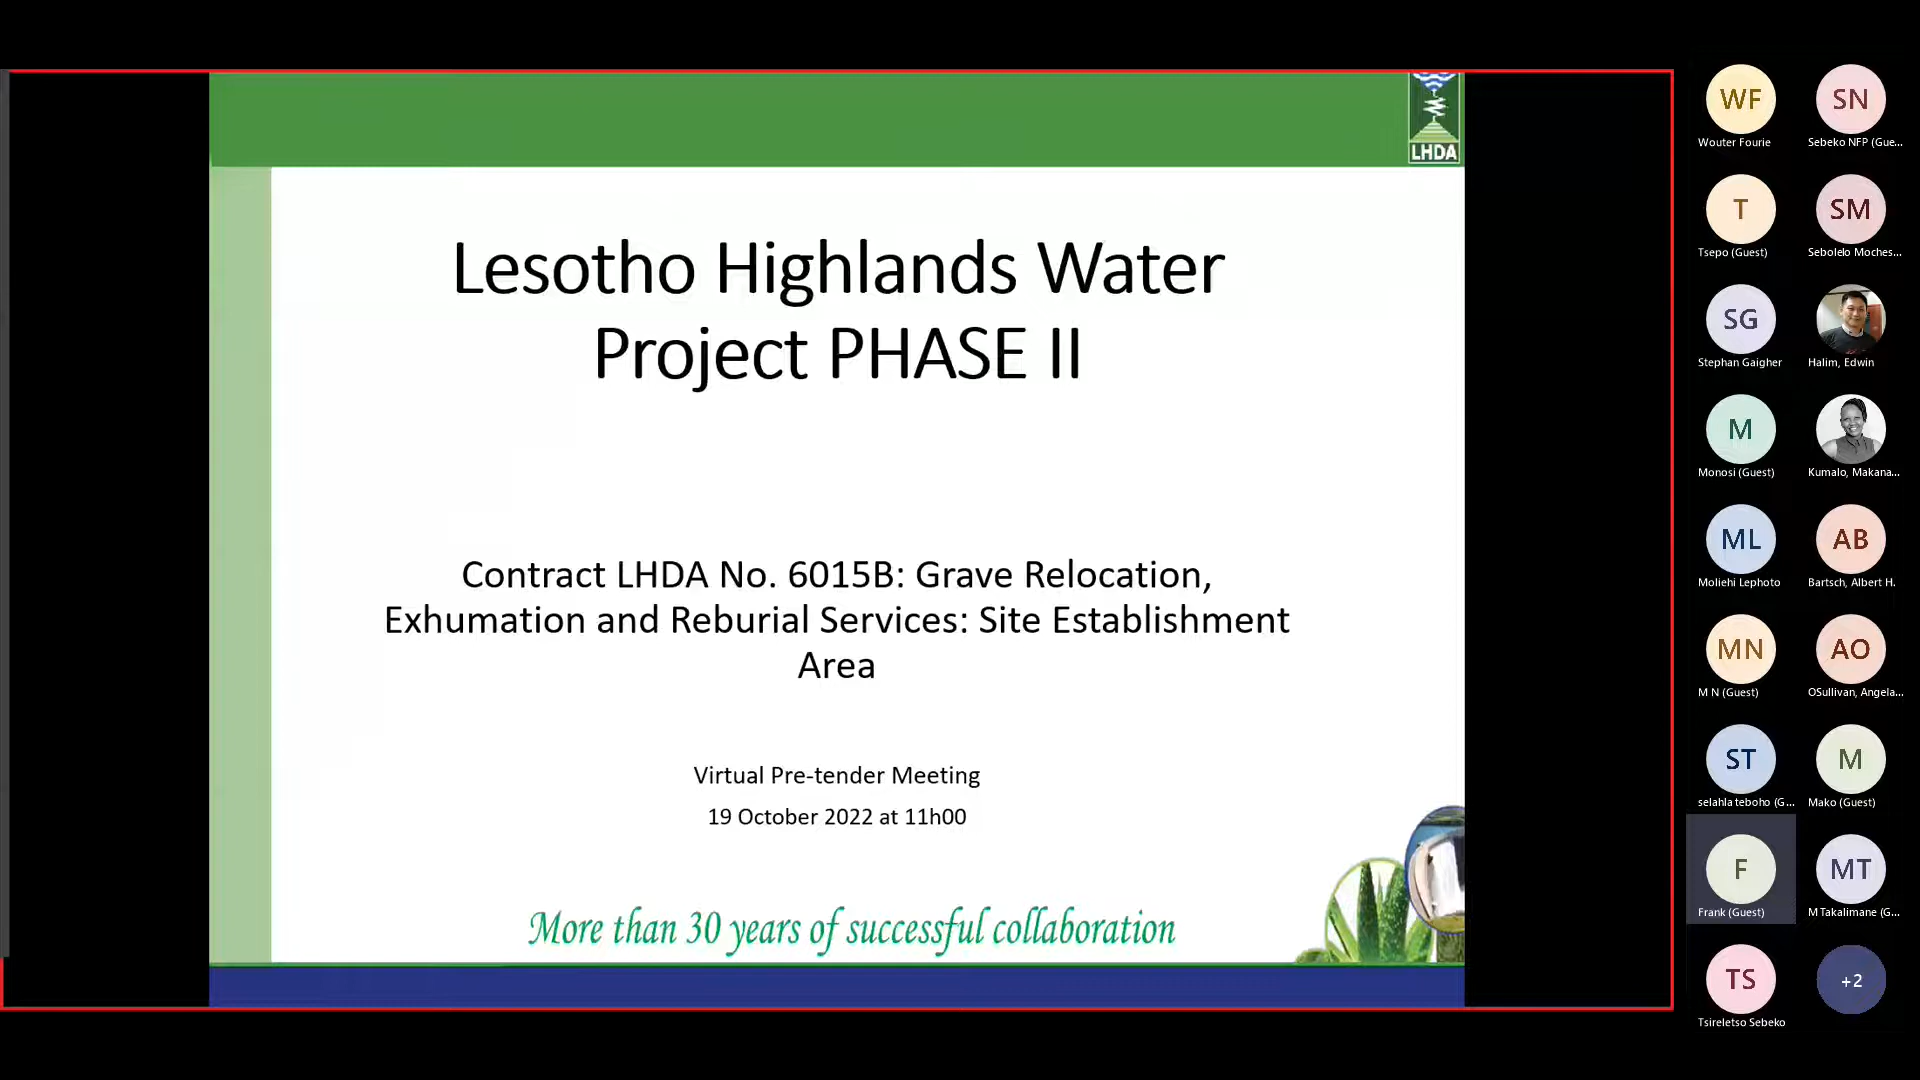 LHDA
Lesotho Highlands Water
Project PHASE II
Contract LHDA No. 6015B: Grave Relocation,
Exhumation and Reburial Services: Site Establishment
Area
Virtual Pre-tender Meeting
19 October 2022 at 11h00
More than 30 years of successful collaboration
WF
Wouter Fourie
SN
Sebeko NFP (Gue...
T
Tsepo (Guest)
SM
Sebolelo Moches...
SG
Stephan Gaigher
Halim, Edwin
M
Monosi (Guest)
Kumalo, Makana...
ML
Moliehi Lephoto
AB
Bartsch, Albert H.
MN
M N (Guest)
AO
OSullivan, Angela...
ST
selahla teboho (G...
M
Mako (Guest)
F
Frank (Guest)
MT
M Takalimane (G...
TS
Tsireletso Sebeko
+2